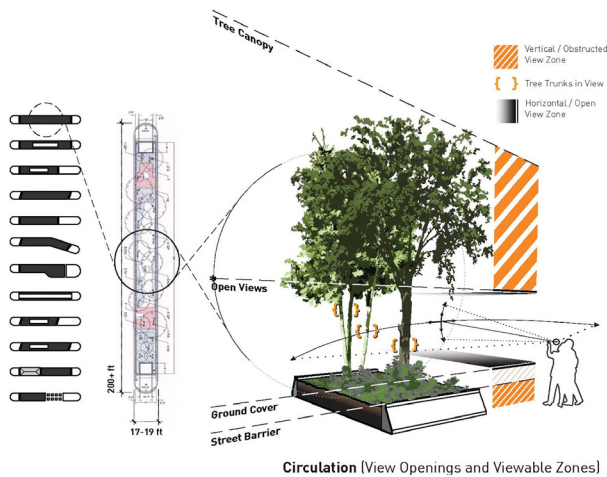 Tree Canopy
Vertical / Obstructed
View Zone
Tree Trunks in View
Horizontal / Open
View Zone
Open Views
200+ ft
17-19 ft
Ground Cover
Street Barrier
Circulation (View Openings and Viewable Zones)